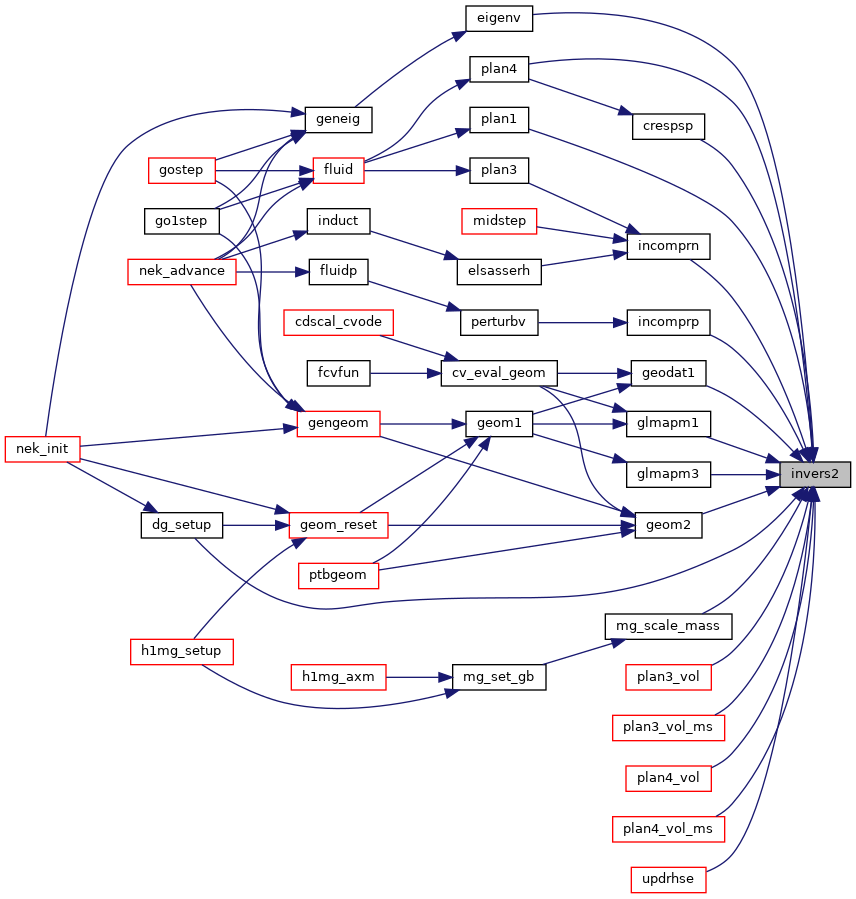 eigenv
plan4
geneig
plan1
crespsp
gostep
fluid
plan3
go1step
induct
midstep
incomprn
nek_advance
fluidp
elsasserh
cdscal_cvode
perturbv
incomprp
fcvfun
cv_eval_geom
geodat1
gengeom
geom1
glmapm1
nek_init
glmapm3
invers2
dg_setup
geom_reset
geom2
ptbgeom
mg_scale_mass
h1mg_setup
h1mg_axm
mg_set_gb
plan3_vol
plan3_vol_ms
plan4_vol
plan4_vol_ms
updrhse